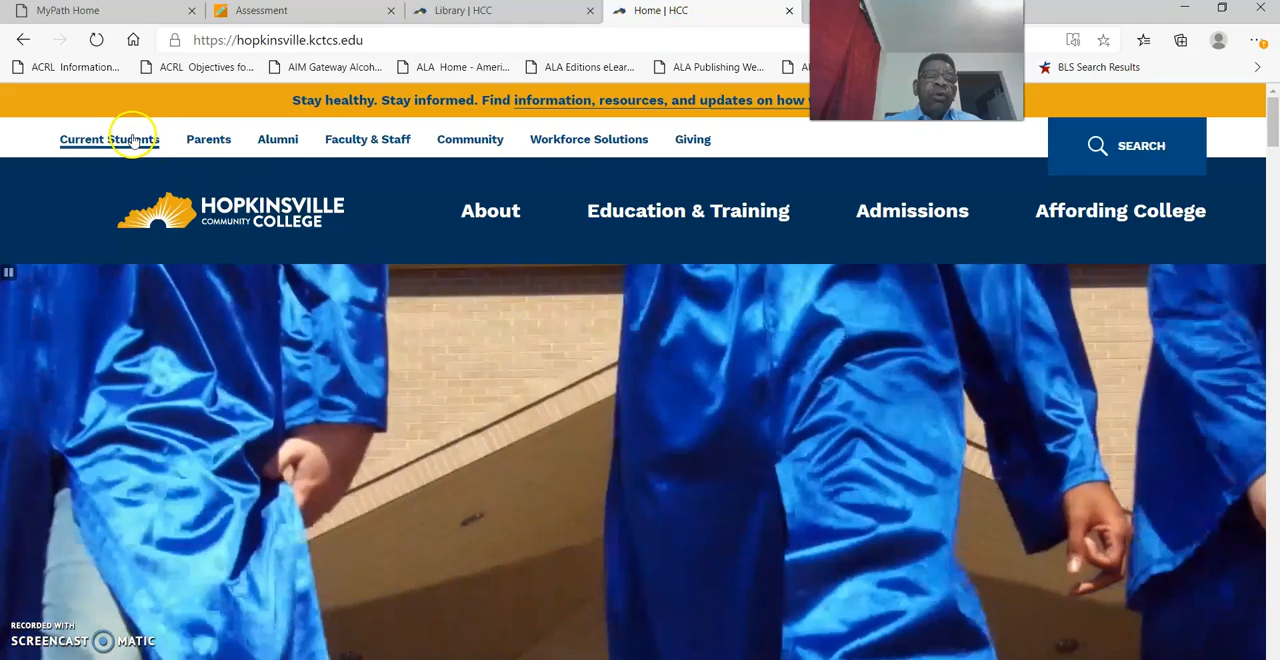 MyPath Home
Assessment
Library | HCC
Home | HCC
https://hopkinsville.kctcs.edu
ACRL Information...
ACRL Objectives fo...
AIM Gateway Alcoh...
ALA Home - Ameri...
ALA Editions eLear...
ALA Publishing We...
BLS Search Results
Stay healthy. Stay informed. Find information, resources, and updates on how
Current Students
Parents
Alumni
Faculty & Staff
Community
Workforce Solutions
Giving
SEARCH
HOPKINSVILLE
COMMUNITY COLLEGE
About
Education & Training
Admissions
Affording College
RECORDED WITH
SCREENCAST MATIC